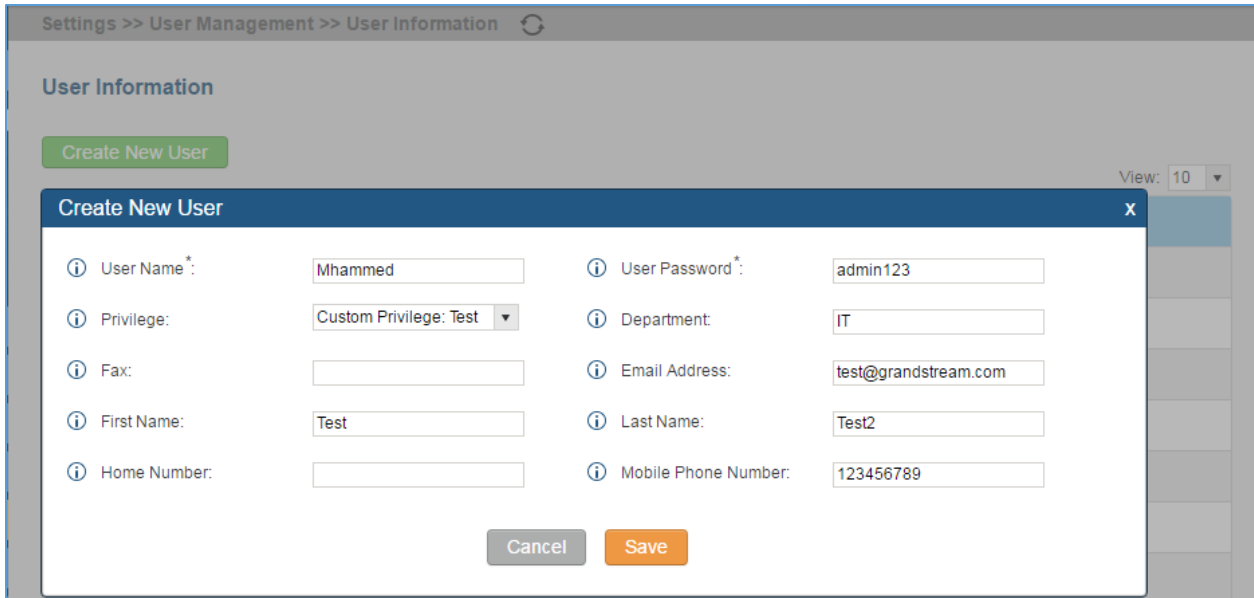 Settings >> User Management >> User Information
User Information
Create New User
View: 10
Create New User X
User Name*: Mhammed User Password*: admin123
Privilege: Custom Privilege: Test Department: IT
Fax: Email Address: test@grandstream.com
First Name: Test Last Name: Test2
Home Number: Mobile Phone Number: 123456789
Cancel Save